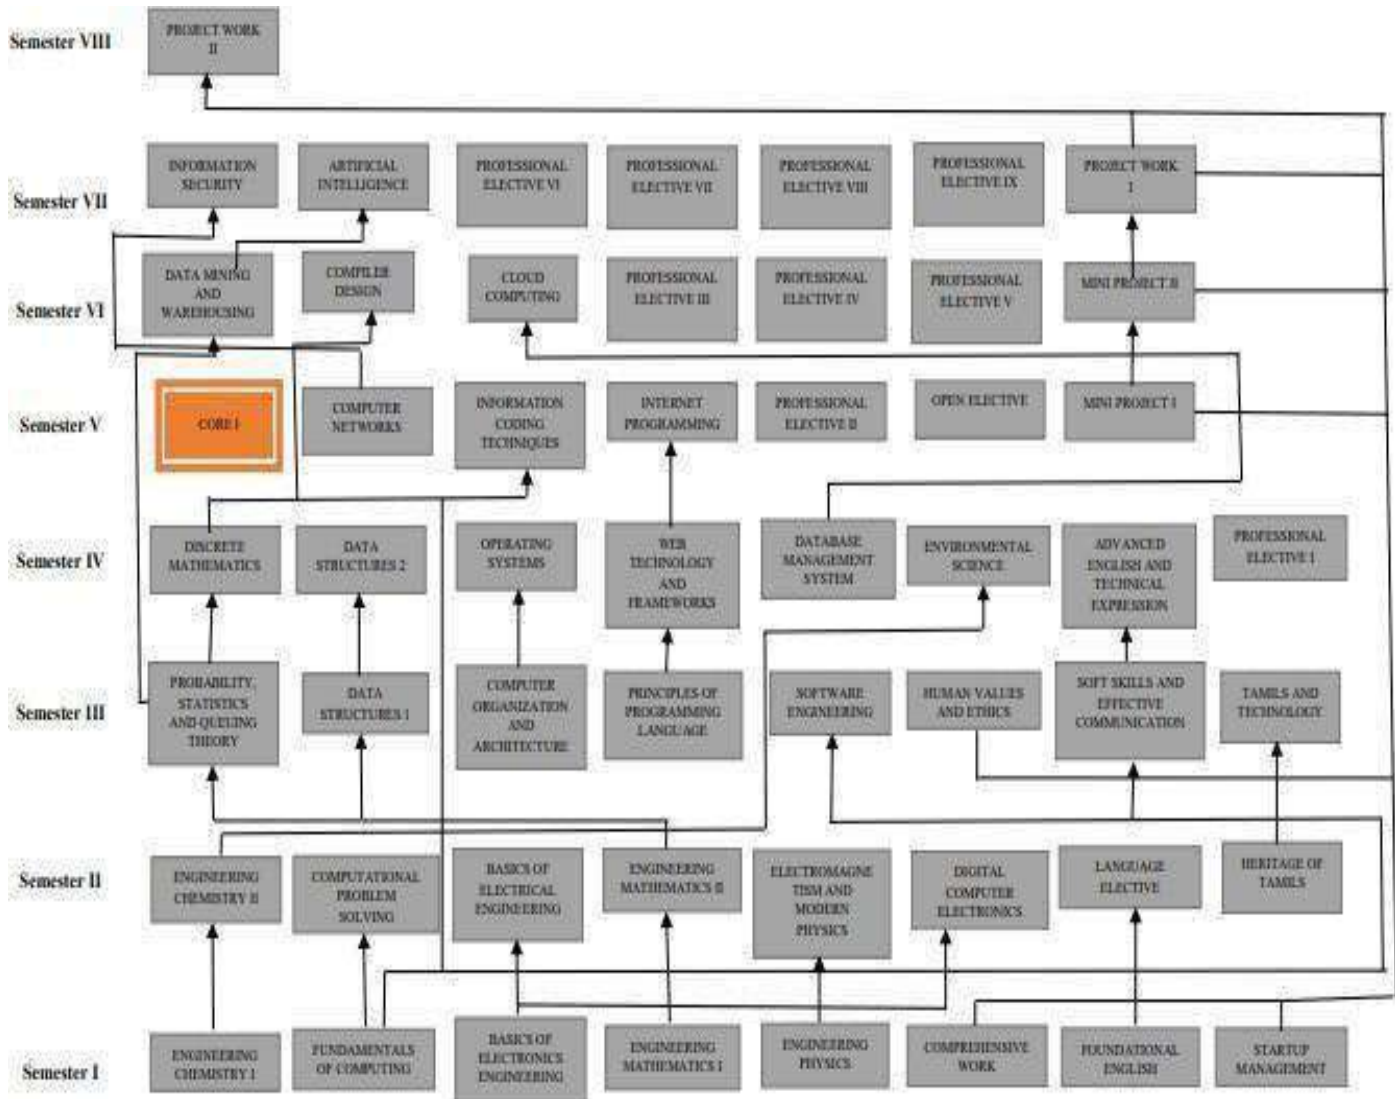 Semester VIII
PROJECT WORK
II
Semester VII
INFORMATION
SECURITY
ARTIFICIAL
INTELLIGENCE
PROFESSIONAL
ELECTIVE VI
PROFESSIONAL
ELECTIVE VII
PROFESSIONAL
ELECTIVE VIII
PROFESSIONAL
ELECTIVE IX
PROJECT WORK
I
Semester VI
DATA MINING
AND
WAREHOUSING
COMPILER
DESIGN
CLOUD
COMPUTING
PROFESSIONAL
ELECTIVE III
PROFESSIONAL
ELECTIVE IV
PROFESSIONAL
ELECTIVE V
MINI PROJECT II
Semester V
CORE I
COMPUTER
NETWORKS
INFORMATION
CODING
TECHNIQUES
INTERNET
PROGRAMMING
PROFESSIONAL
ELECTIVE II
OPEN ELECTIVE
MINI PROJECT I
Semester IV
DISCRETE
MATHEMATICS
DATA
STRUCTURES 2
OPERATING
SYSTEMS
WEB
TECHNOLOGY
AND
FRAMEWORKS
DATABASE
MANAGEMENT
SYSTEM
ENVIRONMENTAL
SCIENCE
ADVANCED
ENGLISH AND
TECHNICAL
EXPRESSION
PROFESSIONAL
ELECTIVE I
Semester III
PROBABILITY,
STATISTICS
AND QUEUING
THEORY
DATA
STRUCTURES I
COMPUTER
ORGANIZATION
AND
ARCHITECTURE
PRINCIPLES OF
PROGRAMMING
LANGUAGE
SOFTWARE
ENGINEERING
HUMAN VALUES
AND ETHICS
SOFT SKILLS AND
EFFECTIVE
COMMUNICATION
TAMILS AND
TECHNOLOGY
Semester II
ENGINEERING
CHEMISTRY II
COMPUTATIONAL
PROBLEM
SOLVING
BASICS OF
ELECTRICAL
ENGINEERING
ENGINEERING
MATHEMATICS II
ELECTROMAGNE
TISM AND
MODERN
PHYSICS
DIGITAL
COMPUTER
ELECTRONICS
LANGUAGE
ELECTIVE
HERITAGE OF
TAMILS
Semester I
ENGINEERING
CHEMISTRY I
FUNDAMENTALS
OF COMPUTING
BASICS OF
ELECTRONICS
ENGINEERING
ENGINEERING
MATHEMATICS I
ENGINEERING
PHYSICS
COMPREHENSIVE
WORK
FOUNDATIONAL
ENGLISH
STARTUP
MANAGEMENT